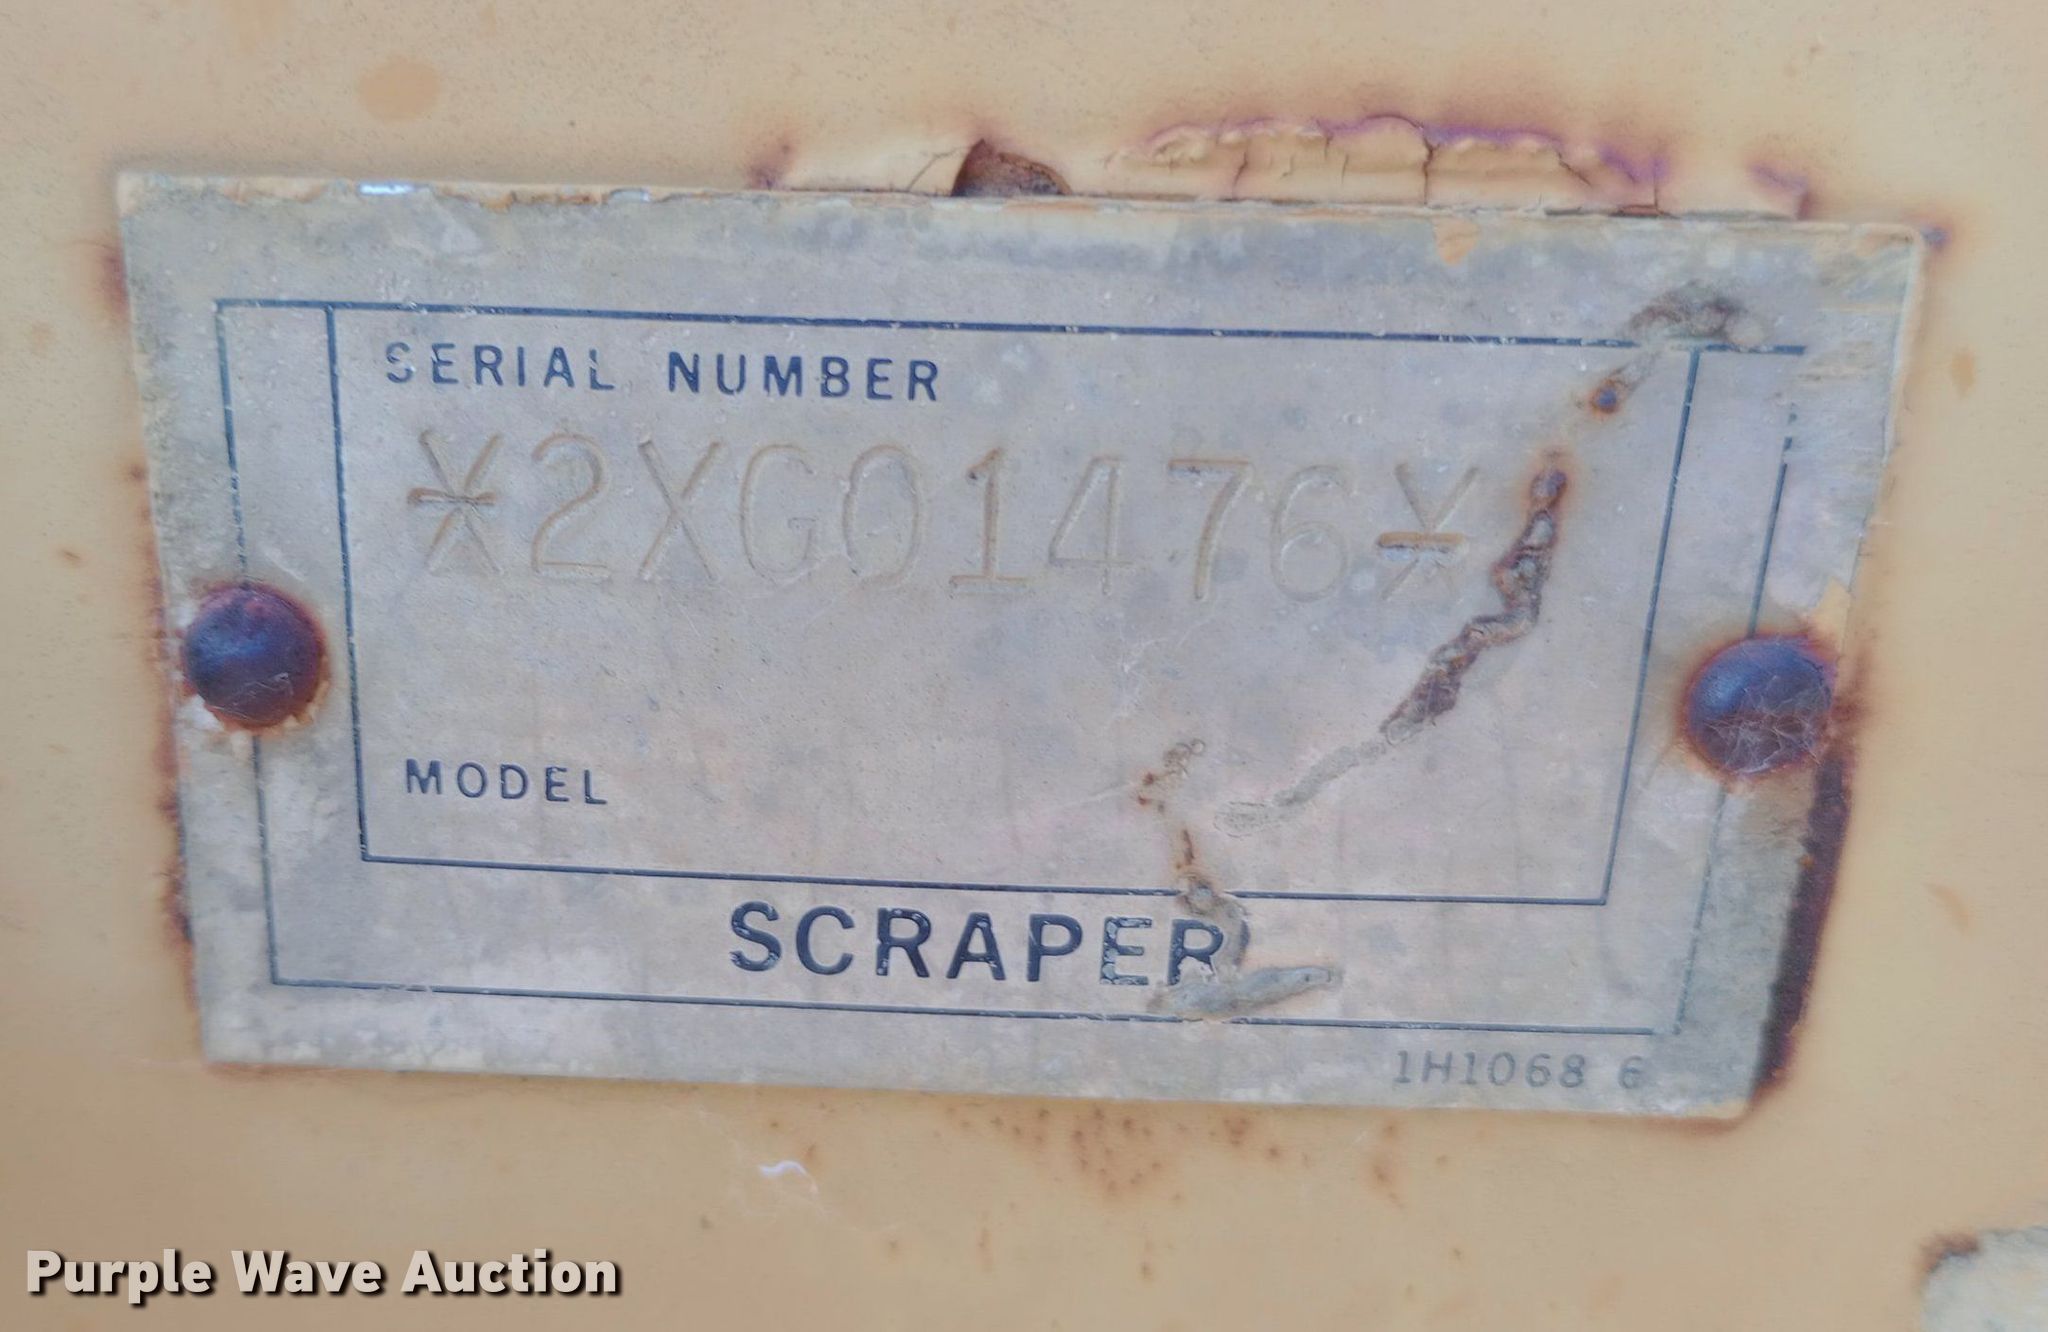 SERIAL NUMBER
*2XG01476*
MODEL
SCRAPER
1H1068 6
Purple Wave Auction